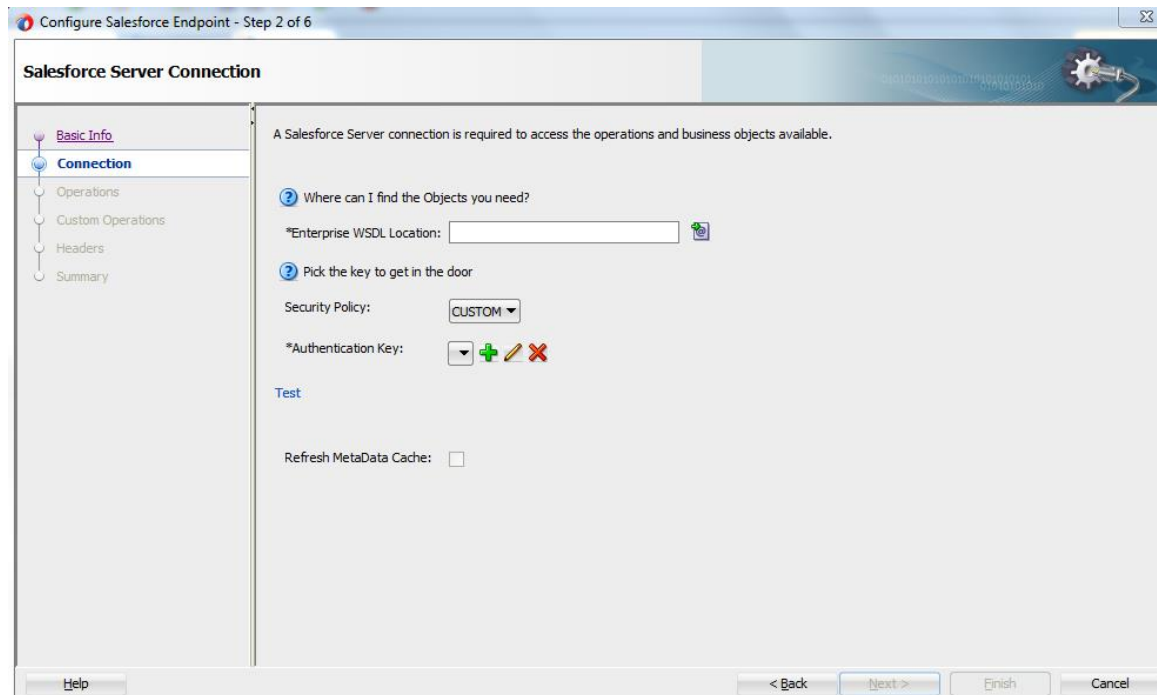 Configure Salesforce Endpoint - Step 2 of 6
Salesforce Server Connection
Basic Info
Connection
Operations
Custom Operations
Headers
Summary
A Salesforce Server connection is required to access the operations and business objects available.
Where can I find the Objects you need?
*Enterprise WSDL Location:
Pick the key to get in the door
Security Policy:
CUSTOM
*Authentication Key:
Test
Refresh MetaData Cache:
Help
< Back
Next >
Finish
Cancel